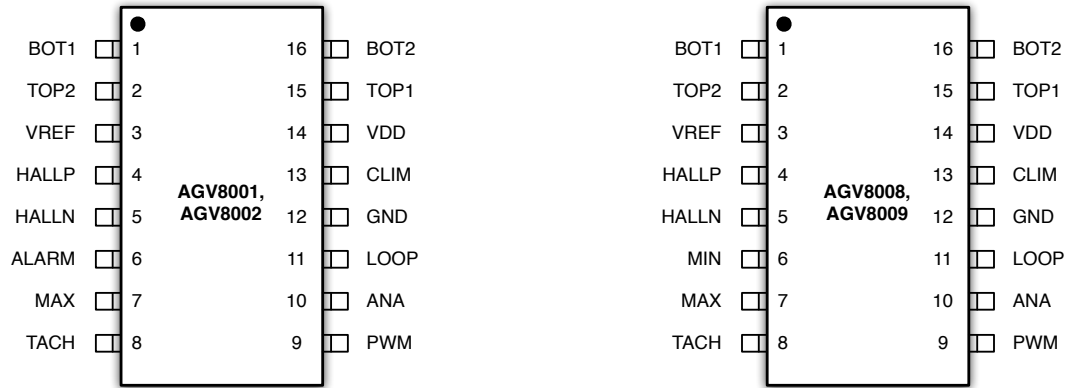 BOT1 1 16 BOT2
TOP2 2 15 TOP1
VREF 3 14 VDD
HALLP 4 13 CLIM
AGV8001,
AGV8002
HALLN 5 12 GND
ALARM 6 11 LOOP
MAX 7 10 ANA
TACH 8 9 PWM
BOT1 1 16 BOT2
TOP2 2 15 TOP1
VREF 3 14 VDD
HALLP 4 13 CLIM
AGV8008,
AGV8009
HALLN 5 12 GND
MIN 6 11 LOOP
MAX 7 10 ANA
TACH 8 9 PWM